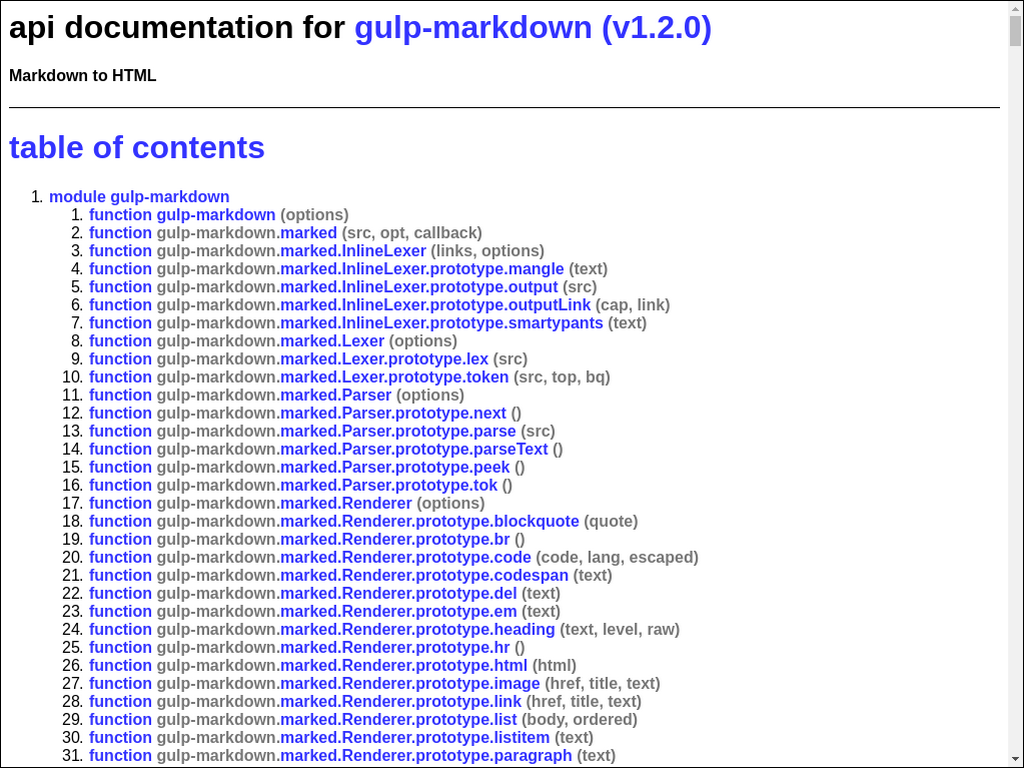 api documentation for gulp-markdown (v1.2.0)
Markdown to HTML
table of contents
1. module gulp-markdown
1. function gulp-markdown (options)
2. function gulp-markdown.marked (src, opt, callback)
3. function gulp-markdown.marked.InlineLexer (links, options)
4. function gulp-markdown.marked.InlineLexer.prototype.mangle (text)
5. function gulp-markdown.marked.InlineLexer.prototype.output (src)
6. function gulp-markdown.marked.InlineLexer.prototype.outputLink (cap, link)
7. function gulp-markdown.marked.InlineLexer.prototype.smartypants (text)
8. function gulp-markdown.marked.Lexer (options)
9. function gulp-markdown.marked.Lexer.prototype.lex (src)
10. function gulp-markdown.marked.Lexer.prototype.token (src, top, bq)
11. function gulp-markdown.marked.Parser (options)
12. function gulp-markdown.marked.Parser.prototype.next ()
13. function gulp-markdown.marked.Parser.prototype.parse (src)
14. function gulp-markdown.marked.Parser.prototype.parseText ()
15. function gulp-markdown.marked.Parser.prototype.peek ()
16. function gulp-markdown.marked.Parser.prototype.tok ()
17. function gulp-markdown.marked.Renderer (options)
18. function gulp-markdown.marked.Renderer.prototype.blockquote (quote)
19. function gulp-markdown.marked.Renderer.prototype.br ()
20. function gulp-markdown.marked.Renderer.prototype.code (code, lang, escaped)
21. function gulp-markdown.marked.Renderer.prototype.codespan (text)
22. function gulp-markdown.marked.Renderer.prototype.del (text)
23. function gulp-markdown.marked.Renderer.prototype.em (text)
24. function gulp-markdown.marked.Renderer.prototype.heading (text, level, raw)
25. function gulp-markdown.marked.Renderer.prototype.hr ()
26. function gulp-markdown.marked.Renderer.prototype.html (html)
27. function gulp-markdown.marked.Renderer.prototype.image (href, title, text)
28. function gulp-markdown.marked.Renderer.prototype.link (href, title, text)
29. function gulp-markdown.marked.Renderer.prototype.list (body, ordered)
30. function gulp-markdown.marked.Renderer.prototype.listitem (text)
31. function gulp-markdown.marked.Renderer.prototype.paragraph (text)